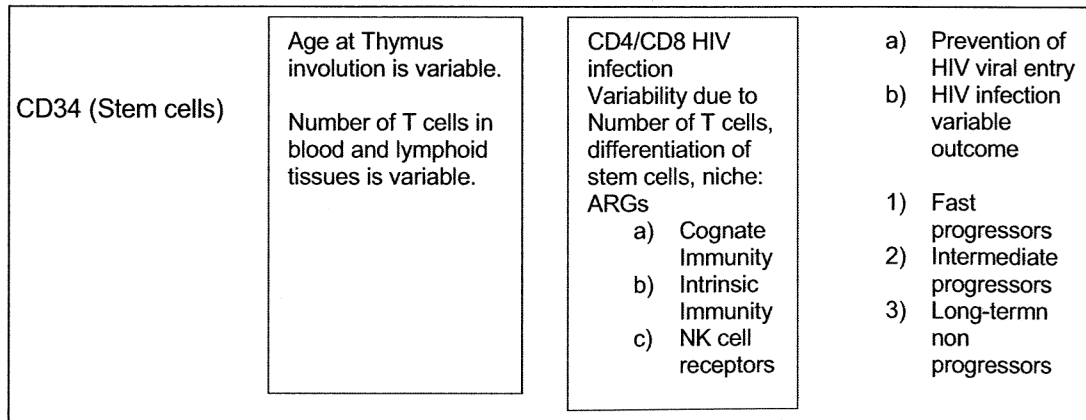 CD34 (Stem cells)
Age at Thymus
involution is variable.
Number of T cells in
blood and lymphoid
tissues is variable.
CD4/CD8 HIV
infection
Variability due to
Number of T cells,
differentiation of
stem cells, niche:
ARGs
a) Cognate
Immunity
b) Intrinsic
Immunity
c) NK cell
receptors
a) Prevention of
HIV viral entry
b) HIV infection
variable
outcome
1) Fast
progressors
2) Intermediate
progressors
3) Long-termn
non
progressors